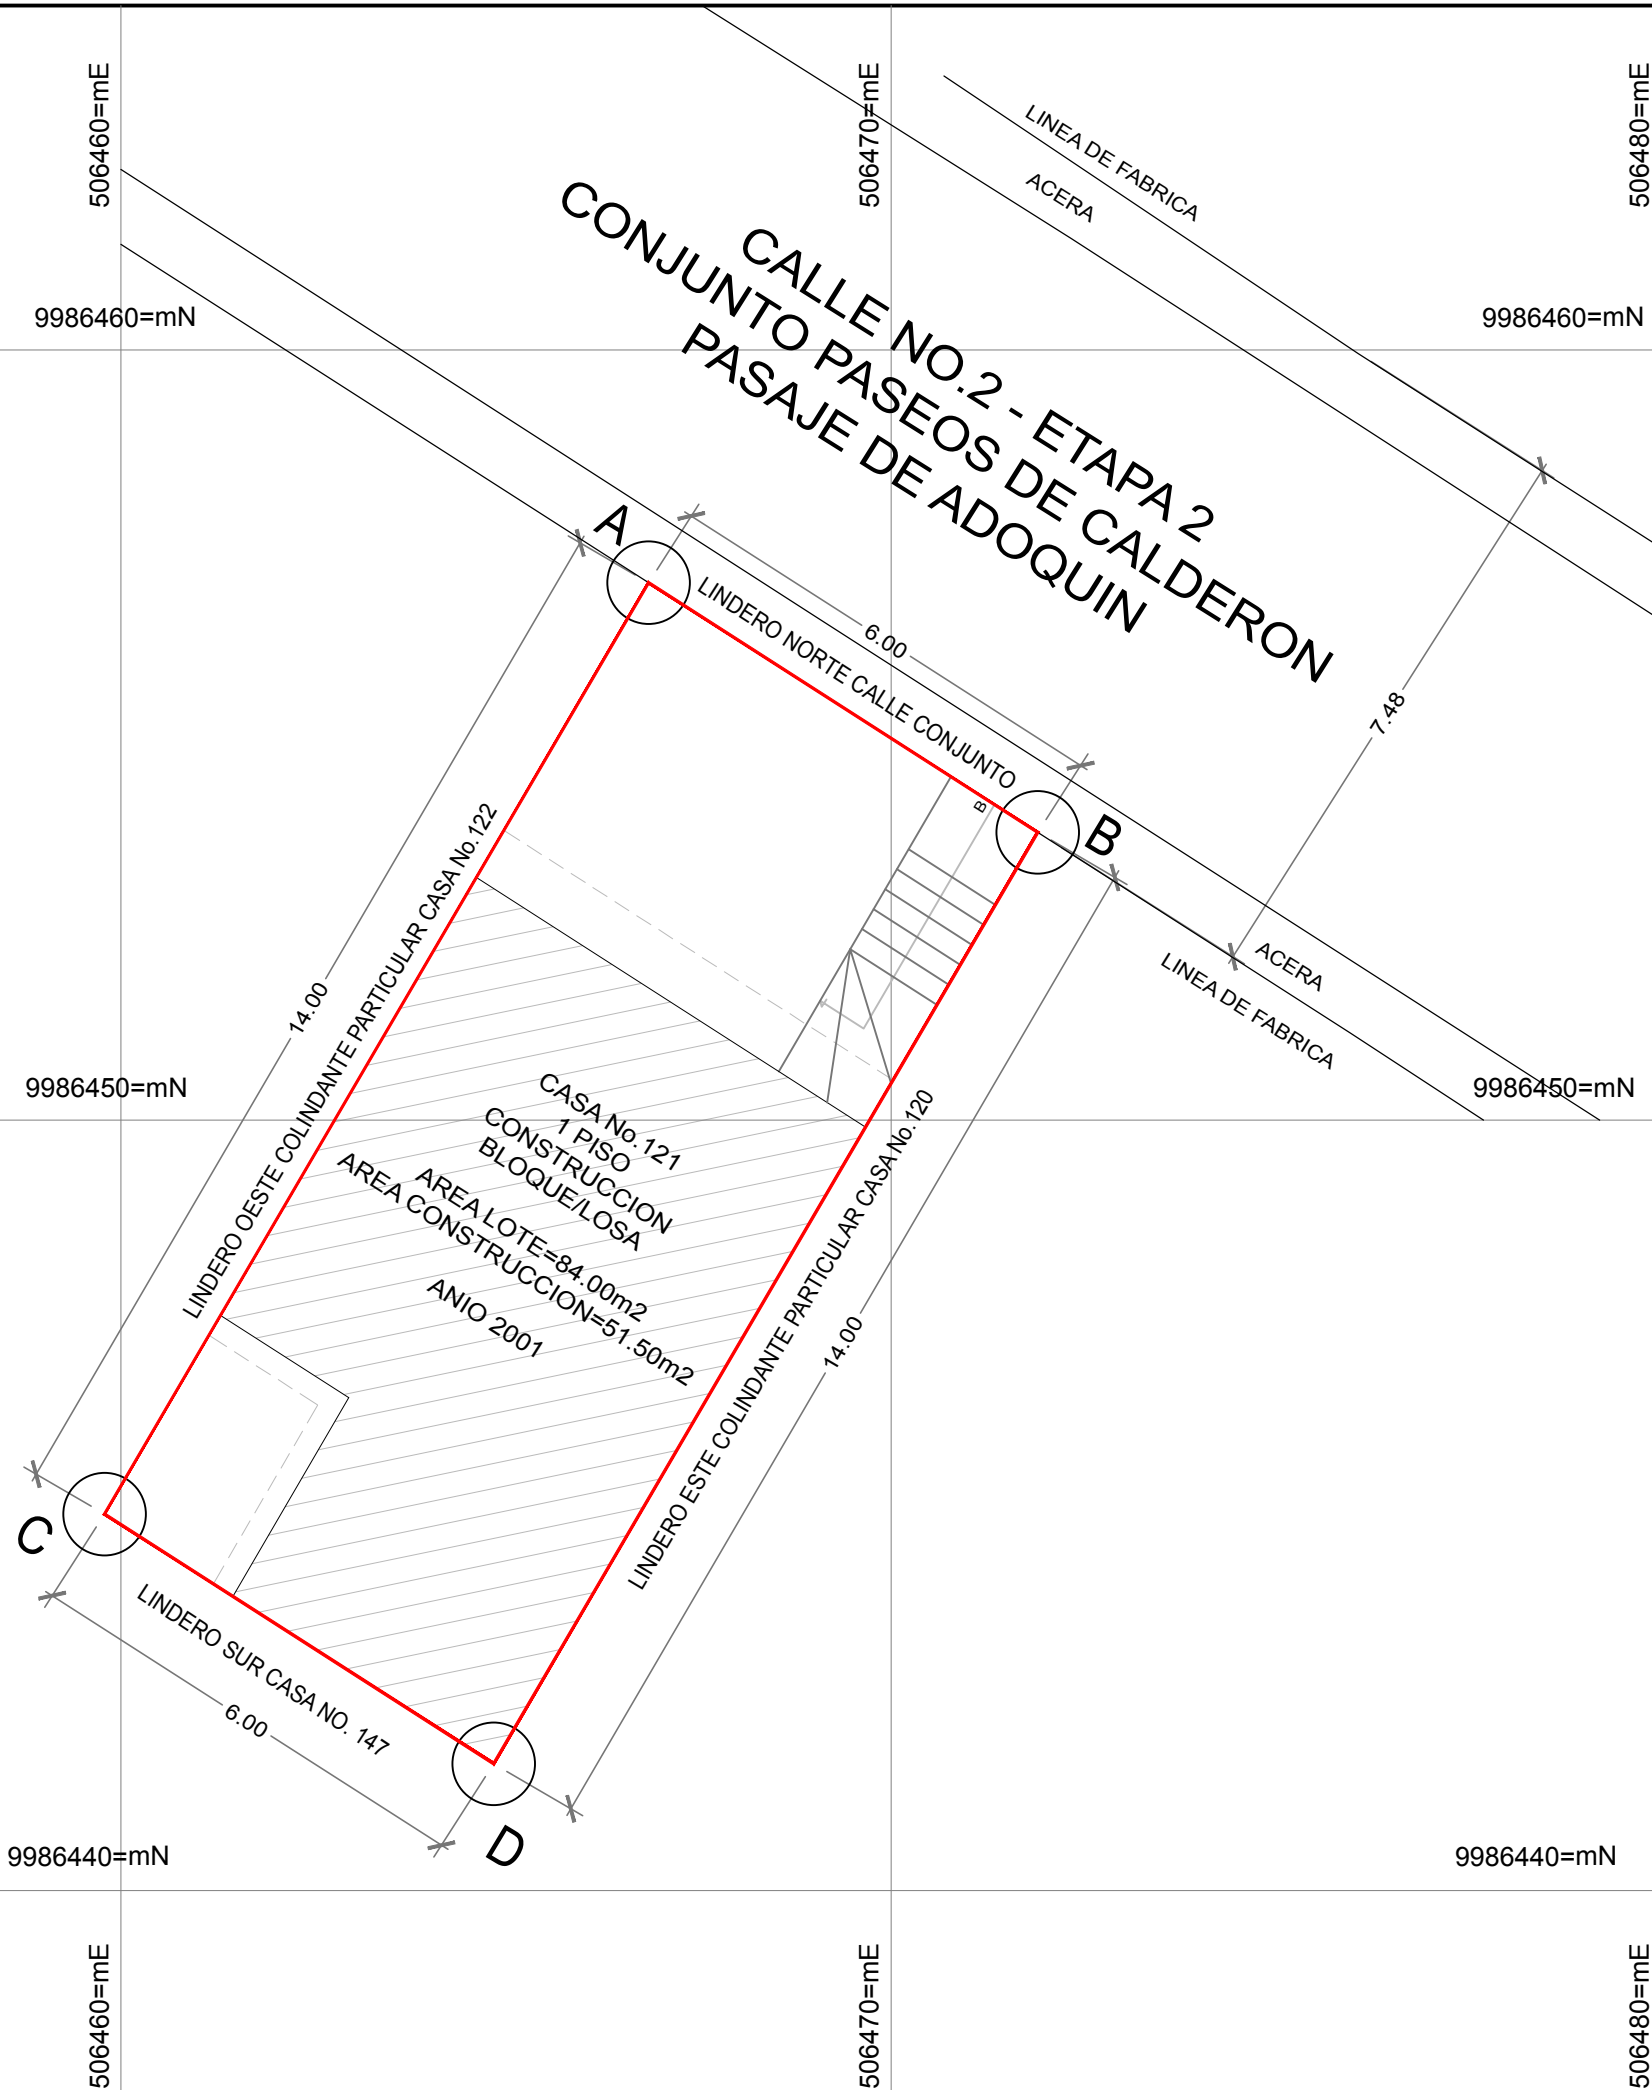 506460=mE
506470=mE
506480=mE
LINEA DE FABRICA
ACERA
CALLE NO.2 - ETAPA 2
CONJUNTO PASEOS DE CALDERON
PASAJE DE ADOQUIN
9986460=mN
9986460=mN
A
6.00
LINDERO NORTE CALLE CONJUNTO
7.48
B
B
ACERA
LINEA DE FABRICA
LINDERO OESTE COLINDANTE PARTICULAR CASA No.122
14.00
9986450=mN
9986450=mN
CASA No.121
1 PISO
CONSTRUCCION
BLOQUE/LOSA
AREA LOTE=84.00m2
AREA CONSTRUCCION=51.50m2
ANIO 2001
LINDERO ESTE COLINDANTE PARTICULAR CASA No.120
14.00
C
LINDERO SUR CASA NO. 147
6.00
D
9986440=mN
9986440=mN
506460=mE
506470=mE
506480=mE